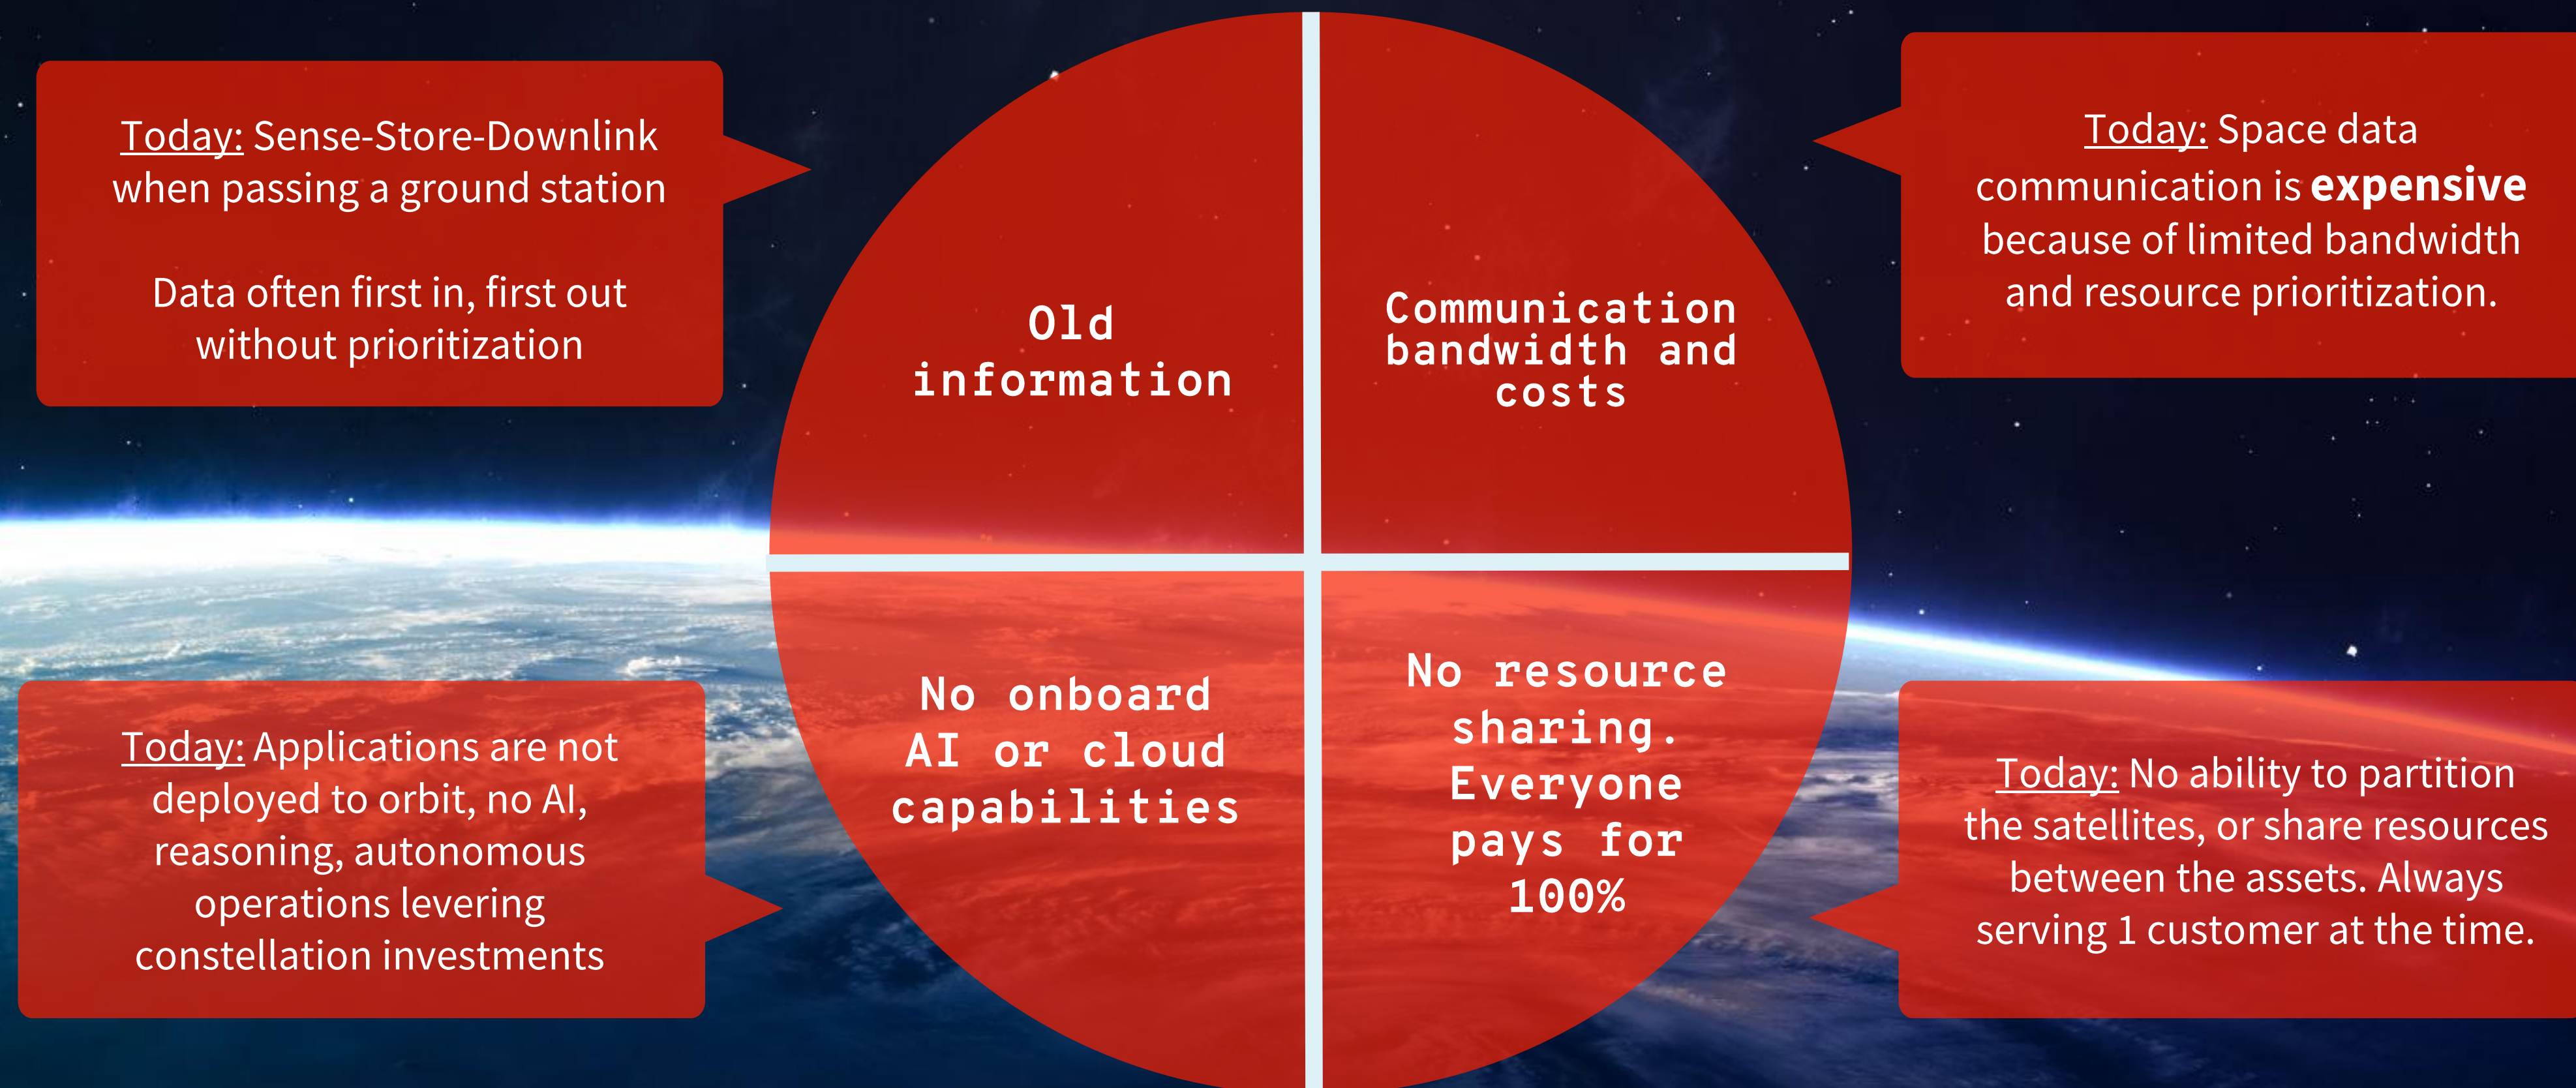 Today: Sense-Store-Downlink
when passing a ground station
Data often first in, first out
without prioritization
Old
information
Communication
bandwidth and
costs
Today: Space data
communication is expensive
because of limited bandwidth
and resource prioritization.
Today: Applications are not
deployed to orbit, no AI,
reasoning, autonomous
operations levering
constellation investments
No onboard
AI or cloud
capabilities
No resource
sharing.
Everyone
pays for
100%
Today: No ability to partition
the satellites, or share resources
between the assets. Always
serving 1 customer at the time.